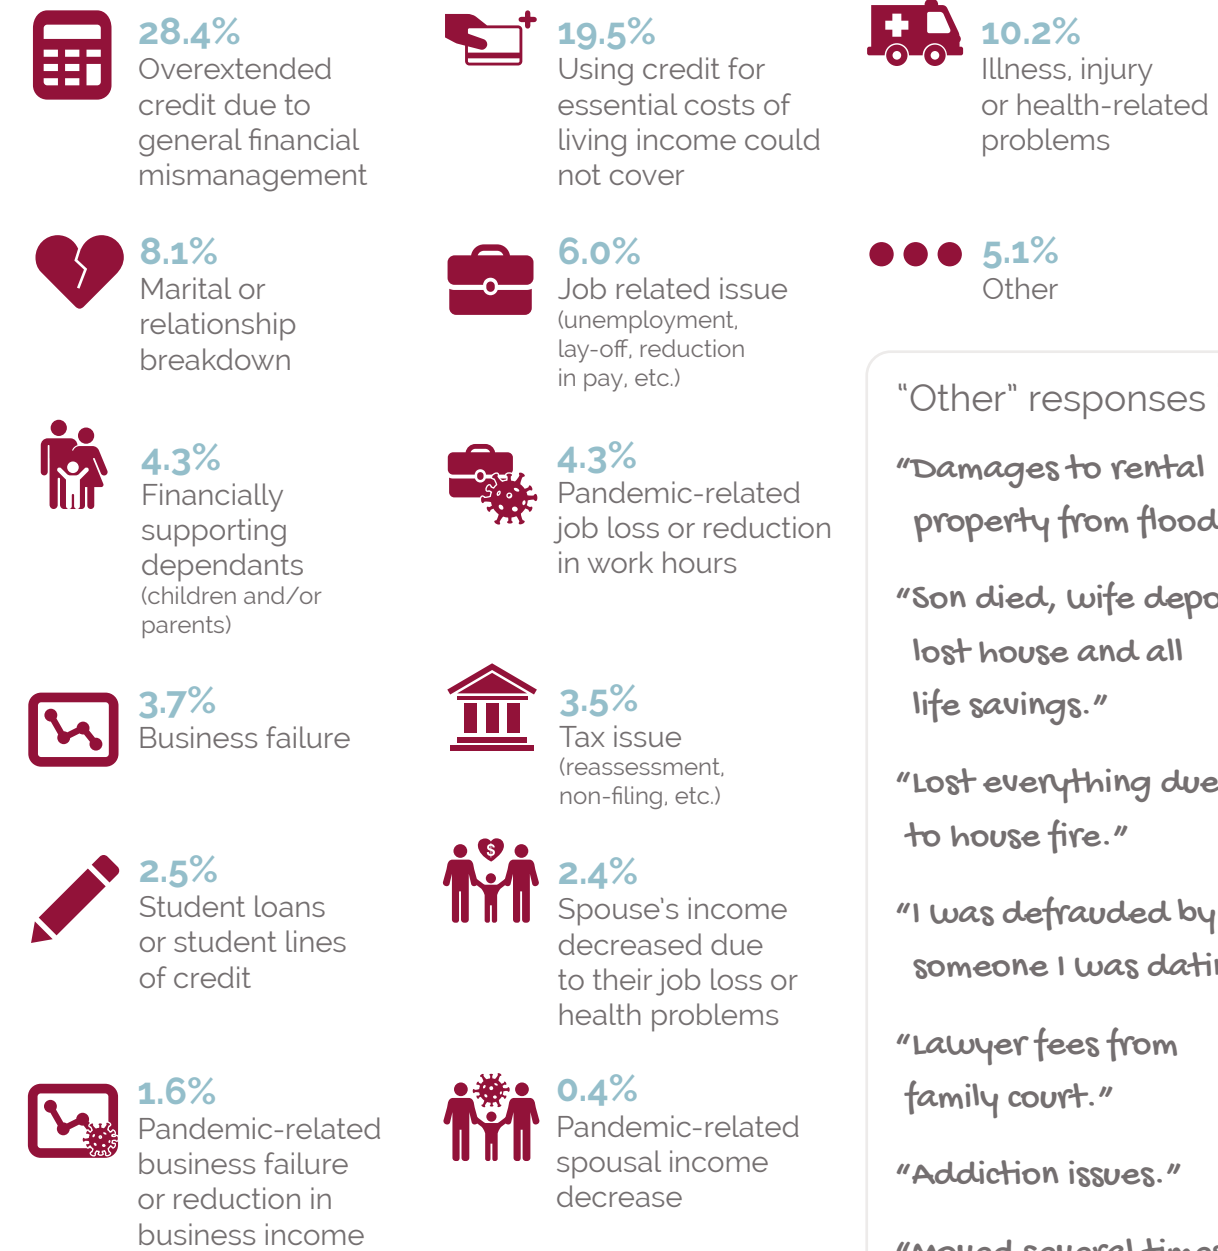 28.4%
Overextended
credit due to
general financial
mismanagement
19.5%
Using credit for
essential costs of
living income could
not cover
10.2%
Illness, injury
or health-related
problems
8.1%
Marital or
relationship
breakdown
6.0%
Job related issue
(unemployment,
lay-off, reduction
in pay, etc.)
5.1%
Other
4.3%
Financially
supporting
dependants
(children and/or
parents)
4.3%
Pandemic-related
job loss or reduction
in work hours
3.7%
Business failure
3.5%
Tax issue
(reassessment,
non-filing, etc.)
2.5%
Student loans
or student lines
of credit
$
2.4%
Spouse's income
decreased due
to their job loss or
health problems
1.6%
Pandemic-related
business failure
or reduction in
business income
0.4%
Pandemic-related
spousal income
decrease
"Other" responses
"Damages to rental
property from flood
"Son died, wife
lost house and all
life savings."
"Lost everything due
to house fire."
"I was defrauded by
someone I was
"Lawyer fees from
family court."
"Addiction issues."
"Moved several times